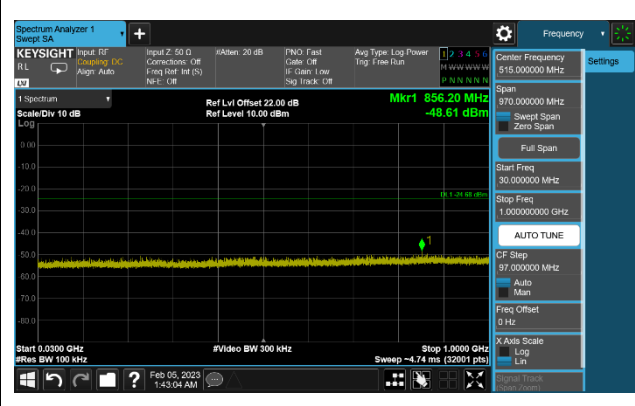 Spectrum Analyzer 1
Swept SA
Frequency
KEYSIGHT
RL
Input: RF
Coupling: DC
Align: Auto
Input Z: 50 Ω
Corrections: Off
Freq Ref: Int (S)
NFE: Off
#Atten: 20 dB
PNO: Fast
Gate: Off
IF Gain: Low
Sig Track: Off
Avg Type: Log Power
Trig: Free Run
1 2 3 4 5 6
M W W W W W
P N N N N N
LXI
1 Spectrum
Scale/Div 10 dB
Log
Ref Lvl Offset 22.00 dB
Ref Level 10.00 dBm
Mkr1 856.20 MHz
-48.61 dBm
0.00
-10.0
-20.0
DL1 -24.68 dBm
-30.0
-40.0
1
-50.0
-60.0
-70.0
-80.0
Start 0.0300 GHz
#Res BW 100 kHz
#Video BW 300 kHz
Stop 1.0000 GHz
Sweep ~4.74 ms (32001 pts)
?
Feb 05, 2023
1:43:04 AM
Center Frequency
515.000000 MHz
Span
970.000000 MHz
Swept Span
Zero Span
Full Span
Start Freq
30.000000 MHz
Stop Freq
1.000000000 GHz
AUTO TUNE
CF Step
97.000000 MHz
Auto
Man
Freq Offset
0 Hz
X Axis Scale
Log
Lin
Signal Track
(Span Zoom)
Settings